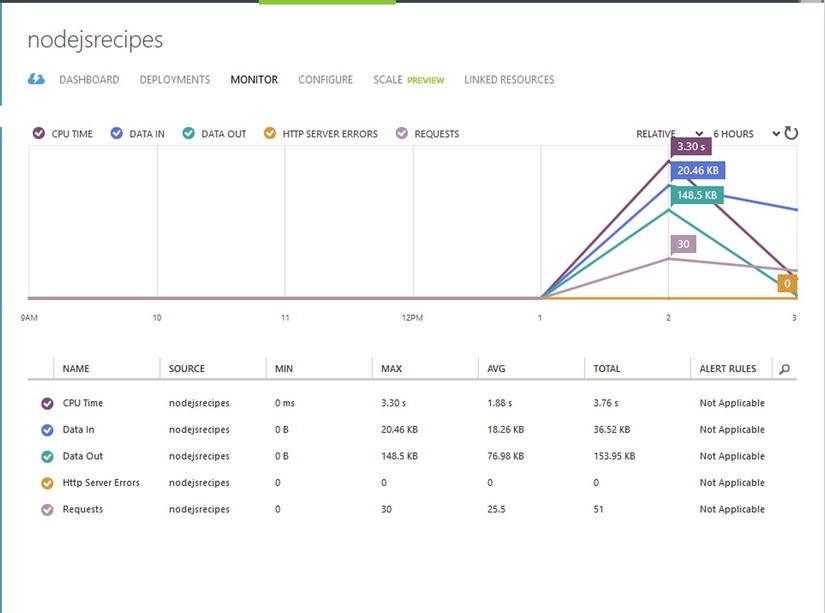 nodejsrecipes
DASHBOARD DEPLOYMENTS MONITOR CONFIGURE SCALE PREVIEW LINKED RESOURCES
CPU TIME DATA IN DATA OUT HTTP SERVER ERRORS REQUESTS RELATIVE 6 HOURS
3.30 s
20.46 KB
148.5 KB
30
0
9AM 10 11 12PM 1 2 3
NAME SOURCE MIN MAX AVG TOTAL ALERT RULES
CPU Time nodejsrecipes 0 ms 3.30 s 1.88 s 3.76 s Not Applicable
Data In nodejsrecipes 0 B 20.46 KB 18.26 KB 36.52 KB Not Applicable
Data Out nodejsrecipes 0 B 148.5 KB 76.98 KB 153.95 KB Not Applicable
Http Server Errors nodejsrecipes 0 0 0 0 Not Applicable
Requests nodejsrecipes 0 30 25.5 51 Not Applicable